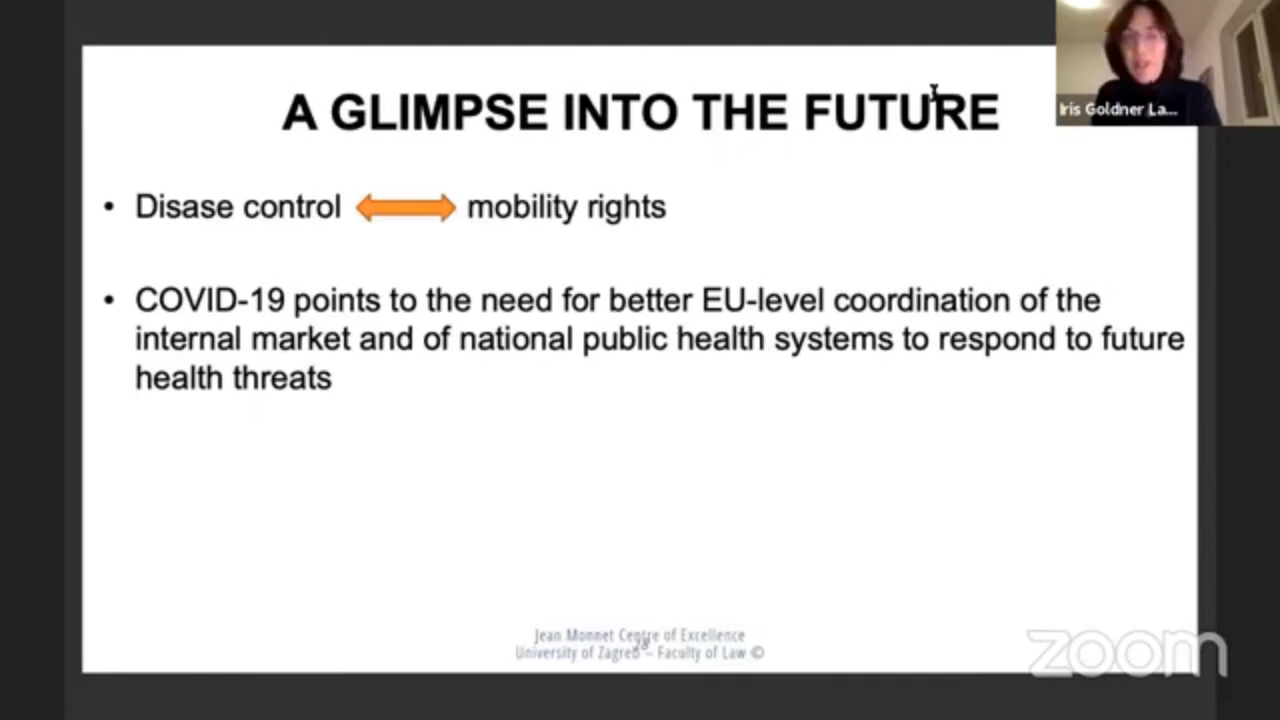 A GLIMPSE INTO THE FUTURE
Iris Goldner La...
• Disase control mobility rights
• COVID-19 points to the need for better EU-level coordination of the
internal market and of national public health systems to respond to future
health threats
Jean Monnet Centre of Excellence
28
University of Zagreb – Faculty of Law ©
zoom